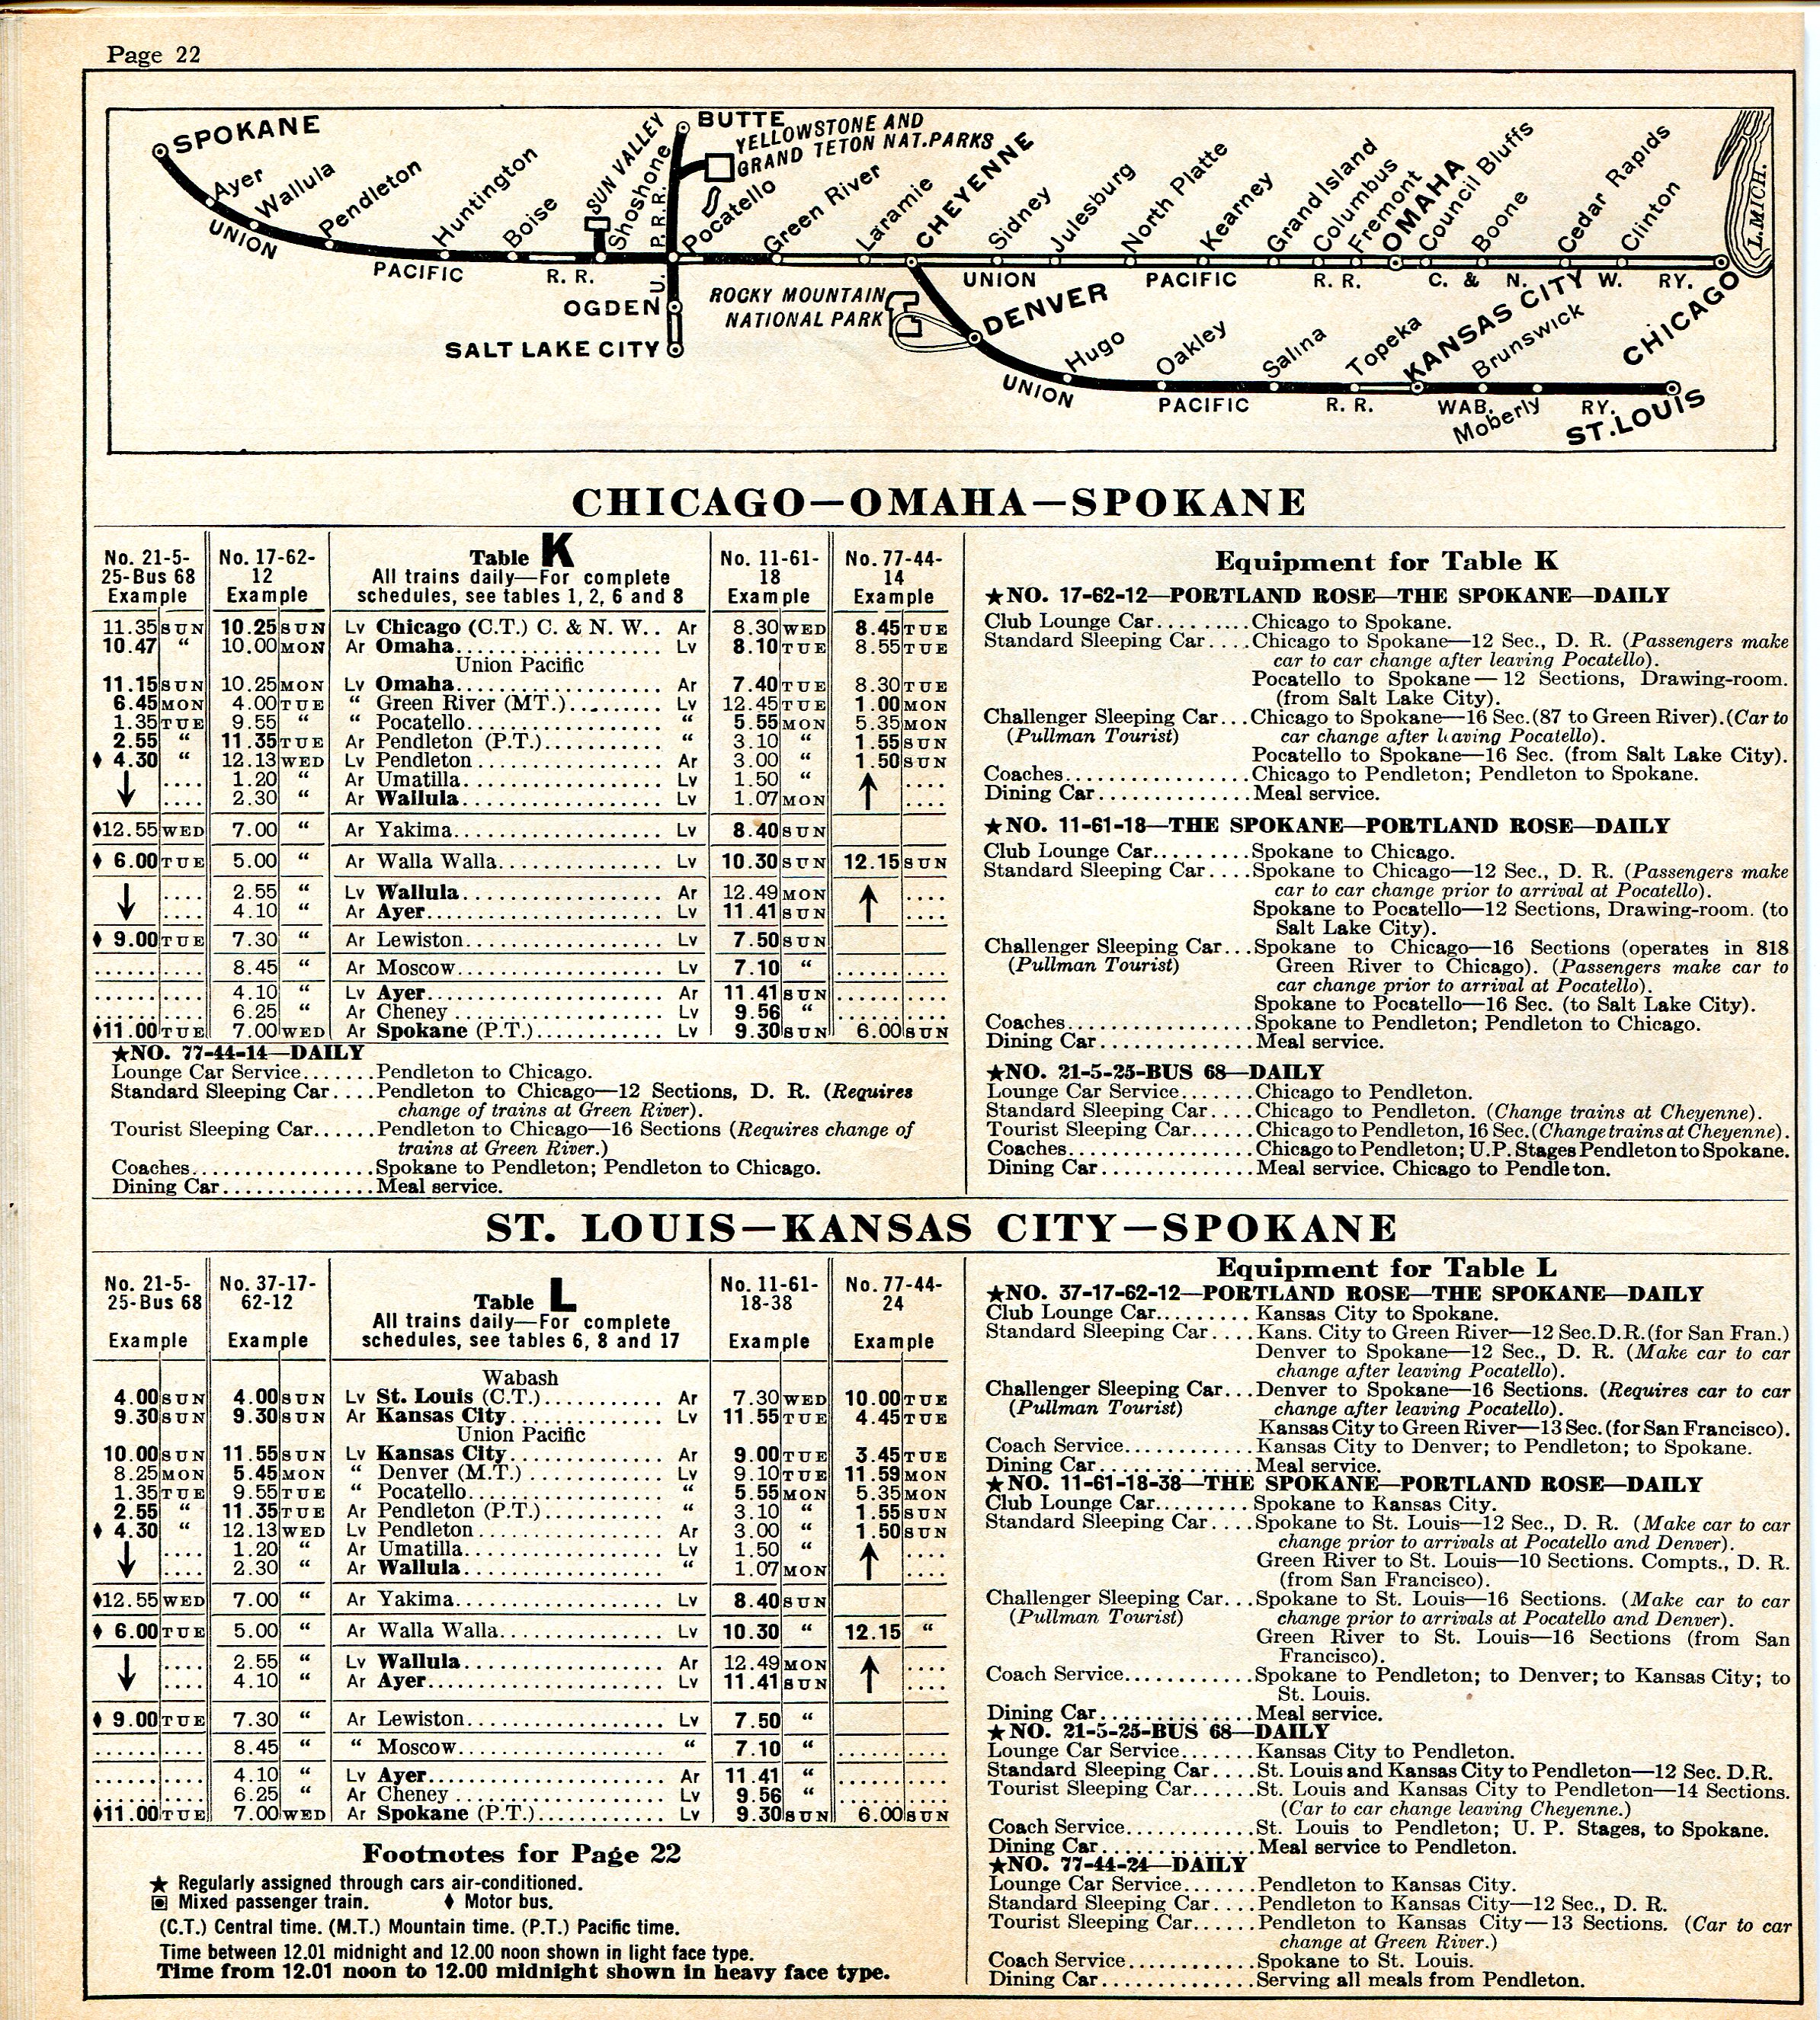 Page 22
SPOKANE
Ayer
Wallula
Pendleton
Huntington
Boise
SUN VALLEY
Shoshone
BUTTE
YELLOWSTONE AND
GRAND TETON NAT. PARKS
Pocatello
Green River
Laramie
CHEYENNE
Sidney
Julesburg
North Platte
Kearney
Grand Island
Columbus
Fremont
OMAHA
Council Bluffs
Boone
Cedar Rapids
Clinton
L. MICH.
UNION PACIFIC R. R.
U. P. R. R.
UNION PACIFIC R. R. C. & N. W. RY.
CHICAGO
OGDEN
SALT LAKE CITY
ROCKY MOUNTAIN
NATIONAL PARK
DENVER
Hugo
Oakley
Salina
Topeka
KANSAS CITY
Brunswick
Moberly
ST. LOUIS
UNION PACIFIC R. R. WAB. RY.
CHICAGO—OMAHA—SPOKANE
No. 21-5-25-Bus 68 Example No. 17-62-12 Example Table K No. 11-61-18 Example No. 77-44-14 Example
All trains daily—For complete
schedules, see tables 1, 2, 6 and 8
11.35 SUN 10.25 SUN Lv Chicago (C.T.) C. & N. W. . Ar 8.30 WED 8.45 TUE
10.47 “ 10.00 MON Ar Omaha Lv 8.10 TUE 8.55 TUE
Union Pacific
11.15 SUN 10.25 MON Lv Omaha Ar 7.40 TUE 8.30 TUE
6.45 MON 4.00 TUE “ Green River (MT.) Lv 12.45 TUE 1.00 MON
1.35 TUE 9.55 “ “ Pocatello “ 5.55 MON 5.35 MON
2.55 “ 11.35 TUE Ar Pendleton (P.T.) “ 3.10 “ 1.55 SUN
♦ 4.30 “ 12.13 WED Lv Pendleton Ar 3.00 “ 1.50 SUN
↓ .... 1.20 “ Ar Umatilla Lv 1.50 “ ↑ ....
.... 2.30 “ Ar Wallula Lv 1.07 MON ....
♦12.55 WED 7.00 “ Ar Yakima Lv 8.40 SUN
♦ 6.00 TUE 5.00 “ Ar Walla Walla Lv 10.30 SUN 12.15 SUN
↓ .... 2.55 “ Lv Wallula Ar 12.49 MON ↑ ....
.... 4.10 “ Ar Ayer Lv 11.41 SUN ....
♦ 9.00 TUE 7.30 “ Ar Lewiston Lv 7.50 SUN
.......... 8.45 “ Ar Moscow Lv 7.10 “ ..........
.......... 4.10 “ Lv Ayer Ar 11.41 SUN ..........
.......... 6.25 “ Ar Cheney Lv 9.56 “ ..........
♦11.00 TUE 7.00 WED Ar Spokane (P.T.) Lv 9.30 SUN 6.00 SUN
★NO. 77-44-14—DAILY
Lounge Car Service.......Pendleton to Chicago.
Standard Sleeping Car....Pendleton to Chicago—12 Sections, D. R. (Requires
change of trains at Green River).
Tourist Sleeping Car......Pendleton to Chicago—16 Sections (Requires change of
trains at Green River.)
Coaches.................Spokane to Pendleton; Pendleton to Chicago.
Dining Car..............Meal service.
Equipment for Table K
★NO. 17-62-12—PORTLAND ROSE—THE SPOKANE—DAILY
Club Lounge Car.........Chicago to Spokane.
Standard Sleeping Car....Chicago to Spokane—12 Sec., D. R. (Passengers make
car to car change after leaving Pocatello).
Pocatello to Spokane—12 Sections, Drawing-room.
(from Salt Lake City).
Challenger Sleeping Car...Chicago to Spokane—16 Sec. (87 to Green River). (Car to
(Pullman Tourist) car change after leaving Pocatello).
Pocatello to Spokane—16 Sec. (from Salt Lake City).
Coaches.................Chicago to Pendleton; Pendleton to Spokane.
Dining Car..............Meal service.
★NO. 11-61-18—THE SPOKANE—PORTLAND ROSE—DAILY
Club Lounge Car.........Spokane to Chicago.
Standard Sleeping Car....Spokane to Chicago—12 Sec., D. R. (Passengers make
car to car change prior to arrival at Pocatello).
Spokane to Pocatello—12 Sections, Drawing-room. (to
Salt Lake City).
Challenger Sleeping Car...Spokane to Chicago—16 Sections (operates in 818
(Pullman Tourist) Green River to Chicago). (Passengers make car to
car change prior to arrival at Pocatello).
Spokane to Pocatello—16 Sec. (to Salt Lake City).
Coaches.................Spokane to Pendleton; Pendleton to Chicago.
Dining Car..............Meal service.
★NO. 21-5-25-BUS 68—DAILY
Lounge Car Service.......Chicago to Pendleton.
Standard Sleeping Car....Chicago to Pendleton. (Change trains at Cheyenne).
Tourist Sleeping Car......Chicago to Pendleton, 16 Sec. (Change trains at Cheyenne).
Coaches.................Chicago to Pendleton; U. P. Stages Pendleton to Spokane.
Dining Car..............Meal service. Chicago to Pendleton.
ST. LOUIS—KANSAS CITY—SPOKANE
No. 21-5-25-Bus 68 Example No. 37-17-62-12 Example Table L No. 11-61-18-38 Example No. 77-44-24 Example
All trains daily—For complete
schedules, see tables 6, 8 and 17
Wabash
4.00 SUN 4.00 SUN Lv St. Louis (C.T.) Ar 7.30 WED 10.00 TUE
9.30 SUN 9.30 SUN Ar Kansas City Lv 11.55 TUE 4.45 TUE
Union Pacific
10.00 SUN 11.55 SUN Lv Kansas City Ar 9.00 TUE 3.45 TUE
8.25 MON 5.45 MON “ Denver (M.T.) Lv 9.10 TUE 11.59 MON
1.35 TUE 9.55 TUE “ Pocatello “ 5.55 MON 5.35 MON
2.55 “ 11.35 TUE Ar Pendleton (P.T.) “ 3.10 “ 1.55 SUN
♦ 4.30 “ 12.13 WED Lv Pendleton Ar 3.00 “ 1.50 SUN
↓ .... 1.20 “ Ar Umatilla Lv 1.50 “ ↑ ....
.... 2.30 “ Ar Wallula “ 1.07 MON ....
♦12.55 WED 7.00 “ Ar Yakima Lv 8.40 SUN
♦ 6.00 TUE 5.00 “ Ar Walla Walla Lv 10.30 “ 12.15 “
↓ .... 2.55 “ Lv Wallula Ar 12.49 MON ↑ ....
.... 4.10 “ Ar Ayer Lv 11.41 SUN ....
♦ 9.00 TUE 7.30 “ Ar Lewiston Lv 7.50 “
.......... 8.45 “ “ Moscow “ 7.10 “ ..........
.......... 4.10 “ Lv Ayer Ar 11.41 “ ..........
.......... 6.25 “ Ar Cheney Lv 9.56 “ ..........
♦11.00 TUE 7.00 WED Ar Spokane (P.T.) Lv 9.30 SUN 6.00 SUN
Footnotes for Page 22
★ Regularly assigned through cars air-conditioned.
▣ Mixed passenger train. ♦ Motor bus.
(C.T.) Central time. (M.T.) Mountain time. (P.T.) Pacific time.
Time between 12.01 midnight and 12.00 noon shown in light face type.
Time from 12.01 noon to 12.00 midnight shown in heavy face type.
Equipment for Table L
★NO. 37-17-62-12—PORTLAND ROSE—THE SPOKANE—DAILY
Club Lounge Car.........Kansas City to Spokane.
Standard Sleeping Car....Kans. City to Green River—12 Sec. D.R. (for San Fran.)
Denver to Spokane—12 Sec., D. R. (Make car to car
change after leaving Pocatello).
Challenger Sleeping Car...Denver to Spokane—16 Sections. (Requires car to car
(Pullman Tourist) change after leaving Pocatello).
Kansas City to Green River—13 Sec. (for San Francisco).
Coach Service............Kansas City to Denver; to Pendleton; to Spokane.
Dining Car..............Meal service.
★NO. 11-61-18-38—THE SPOKANE—PORTLAND ROSE—DAILY
Club Lounge Car.........Spokane to Kansas City.
Standard Sleeping Car....Spokane to St. Louis—12 Sec., D. R. (Make car to car
change prior to arrivals at Pocatello and Denver).
Green River to St. Louis—10 Sections. Compts., D. R.
(from San Francisco).
Challenger Sleeping Car...Spokane to St. Louis—16 Sections. (Make car to car
(Pullman Tourist) change prior to arrivals at Pocatello and Denver).
Green River to St. Louis—16 Sections (from San
Francisco).
Coach Service............Spokane to Pendleton; to Denver; to Kansas City; to
St. Louis.
Dining Car..............Meal service.
★NO. 21-5-25-BUS 68—DAILY
Lounge Car Service.......Kansas City to Pendleton.
Standard Sleeping Car....St. Louis and Kansas City to Pendleton—12 Sec. D.R.
Tourist Sleeping Car......St. Louis and Kansas City to Pendleton—14 Sections.
(Car to car change leaving Cheyenne.)
Coach Service............St. Louis to Pendleton; U. P. Stages, to Spokane.
Dining Car..............Meal service to Pendleton.
★NO. 77-44-24—DAILY
Lounge Car Service.......Pendleton to Kansas City.
Standard Sleeping Car....Pendleton to Kansas City—12 Sec., D. R.
Tourist Sleeping Car......Pendleton to Kansas City—13 Sections. (Car to car
change at Green River.)
Coach Service............Spokane to St. Louis.
Dining Car..............Serving all meals from Pendleton.